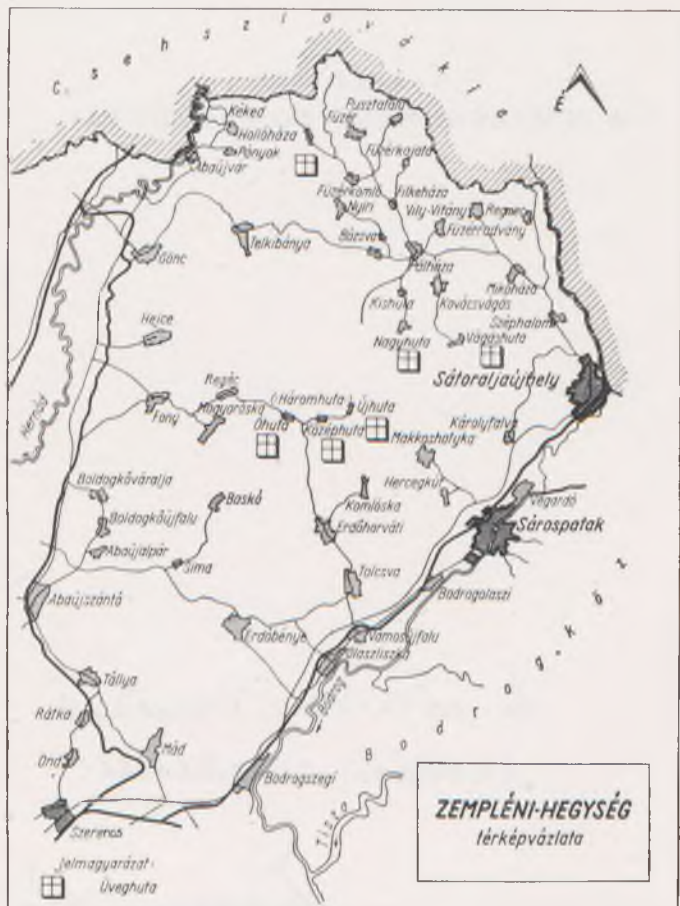 Csehszlovákia
É
Kéked
Hollóháza
Pányok
Abaújvár
Pusztafalu
Füzér
Füzérkajata
Füzérkomló
Filkeháza
Nyíri
Vily-Vitány
Füzérradvány
Bózsva
Pálháza
Telkibánya
Gönc
Mikóháza
Kishuta
Kovácsvágás
Széphalom
Nagyhuta
Vágáshuta
Hejce
Sátoraljaújhely
Regéc
(Háromhuta)
Újhuta
Fony
Mogyoróska
Óhuta
Középhuta
Károlyfalva
Makkoshotyka
Hernád
Hercegkút
Boldogkőváralja
Baskó
Komlóska
Végardó
Boldogkőújfalu
Erdőhorváti
Sárospatak
Abaújalpár
Sima
Tolcsva
Abaújszántó
Bodrogolaszi
Erdőbénye
Vámosújfalu
Olaszliszka
Bodrogköz
Tállya
Bodrog
Rátka
Mád
Ond
Bodrogszegi
Tisza
Szerencs
ZEMPLÉNI-HEGYSÉG
térképvázlata
Jelmagyarázat:
Üveghuta